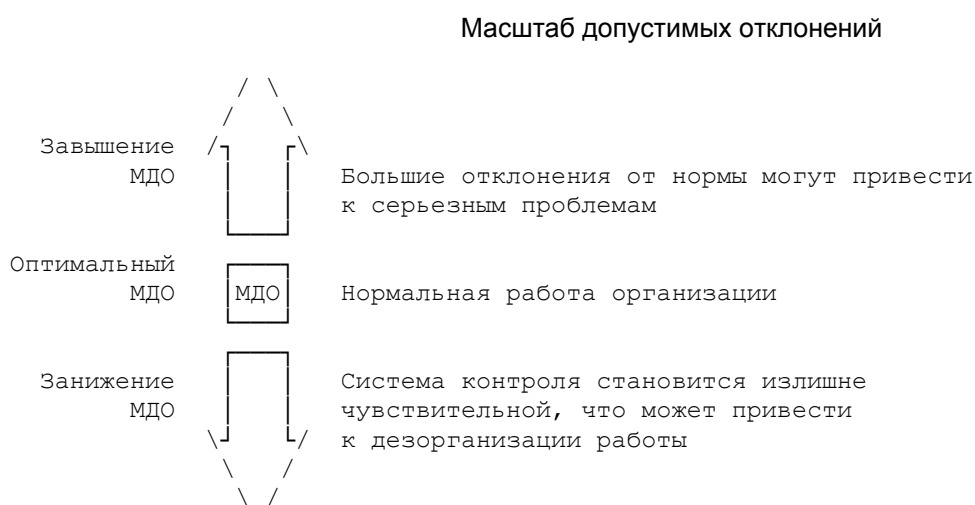 Масштаб допустимых отклонений
Завышение
МДО
Большие отклонения от нормы могут привести
к серьезным проблемам
Оптимальный
МДО
МДО
Нормальная работа организации
Занижение
МДО
Система контроля становится излишне
чувствительной, что может привести
к дезорганизации работы